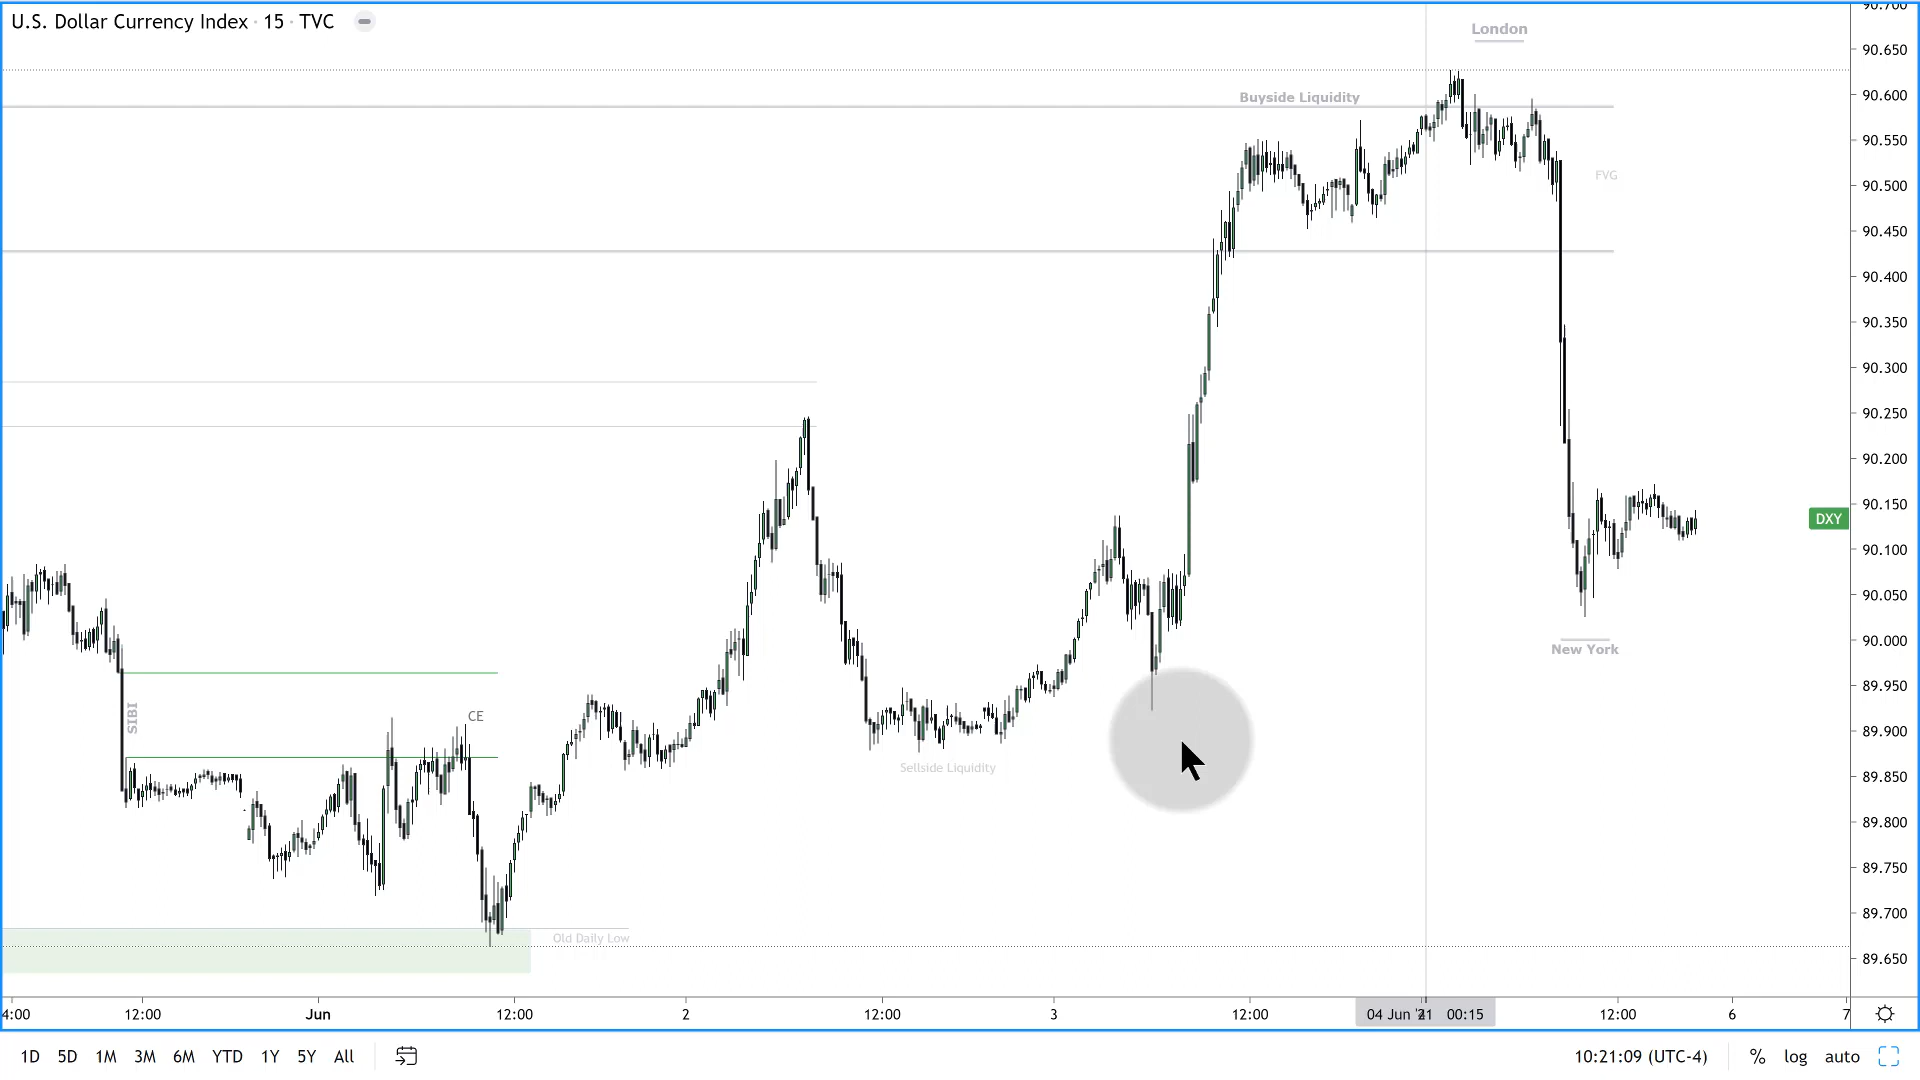 U.S. Dollar Currency Index · 15 · TVC
London
Buyside Liquidity
FVG
SIBI
CE
Sellside Liquidity
Old Daily Low
New York
DXY
90.700
90.650
90.600
90.550
90.500
90.450
90.400
90.350
90.300
90.250
90.200
90.150
90.100
90.050
90.000
89.950
89.900
89.850
89.800
89.750
89.700
89.650
4:00 12:00 Jun 12:00 2 12:00 3 12:00 04 Jun '21 00:15 12:00 6 7
1D 5D 1M 3M 6M YTD 1Y 5Y All 10:21:09 (UTC-4) % log auto